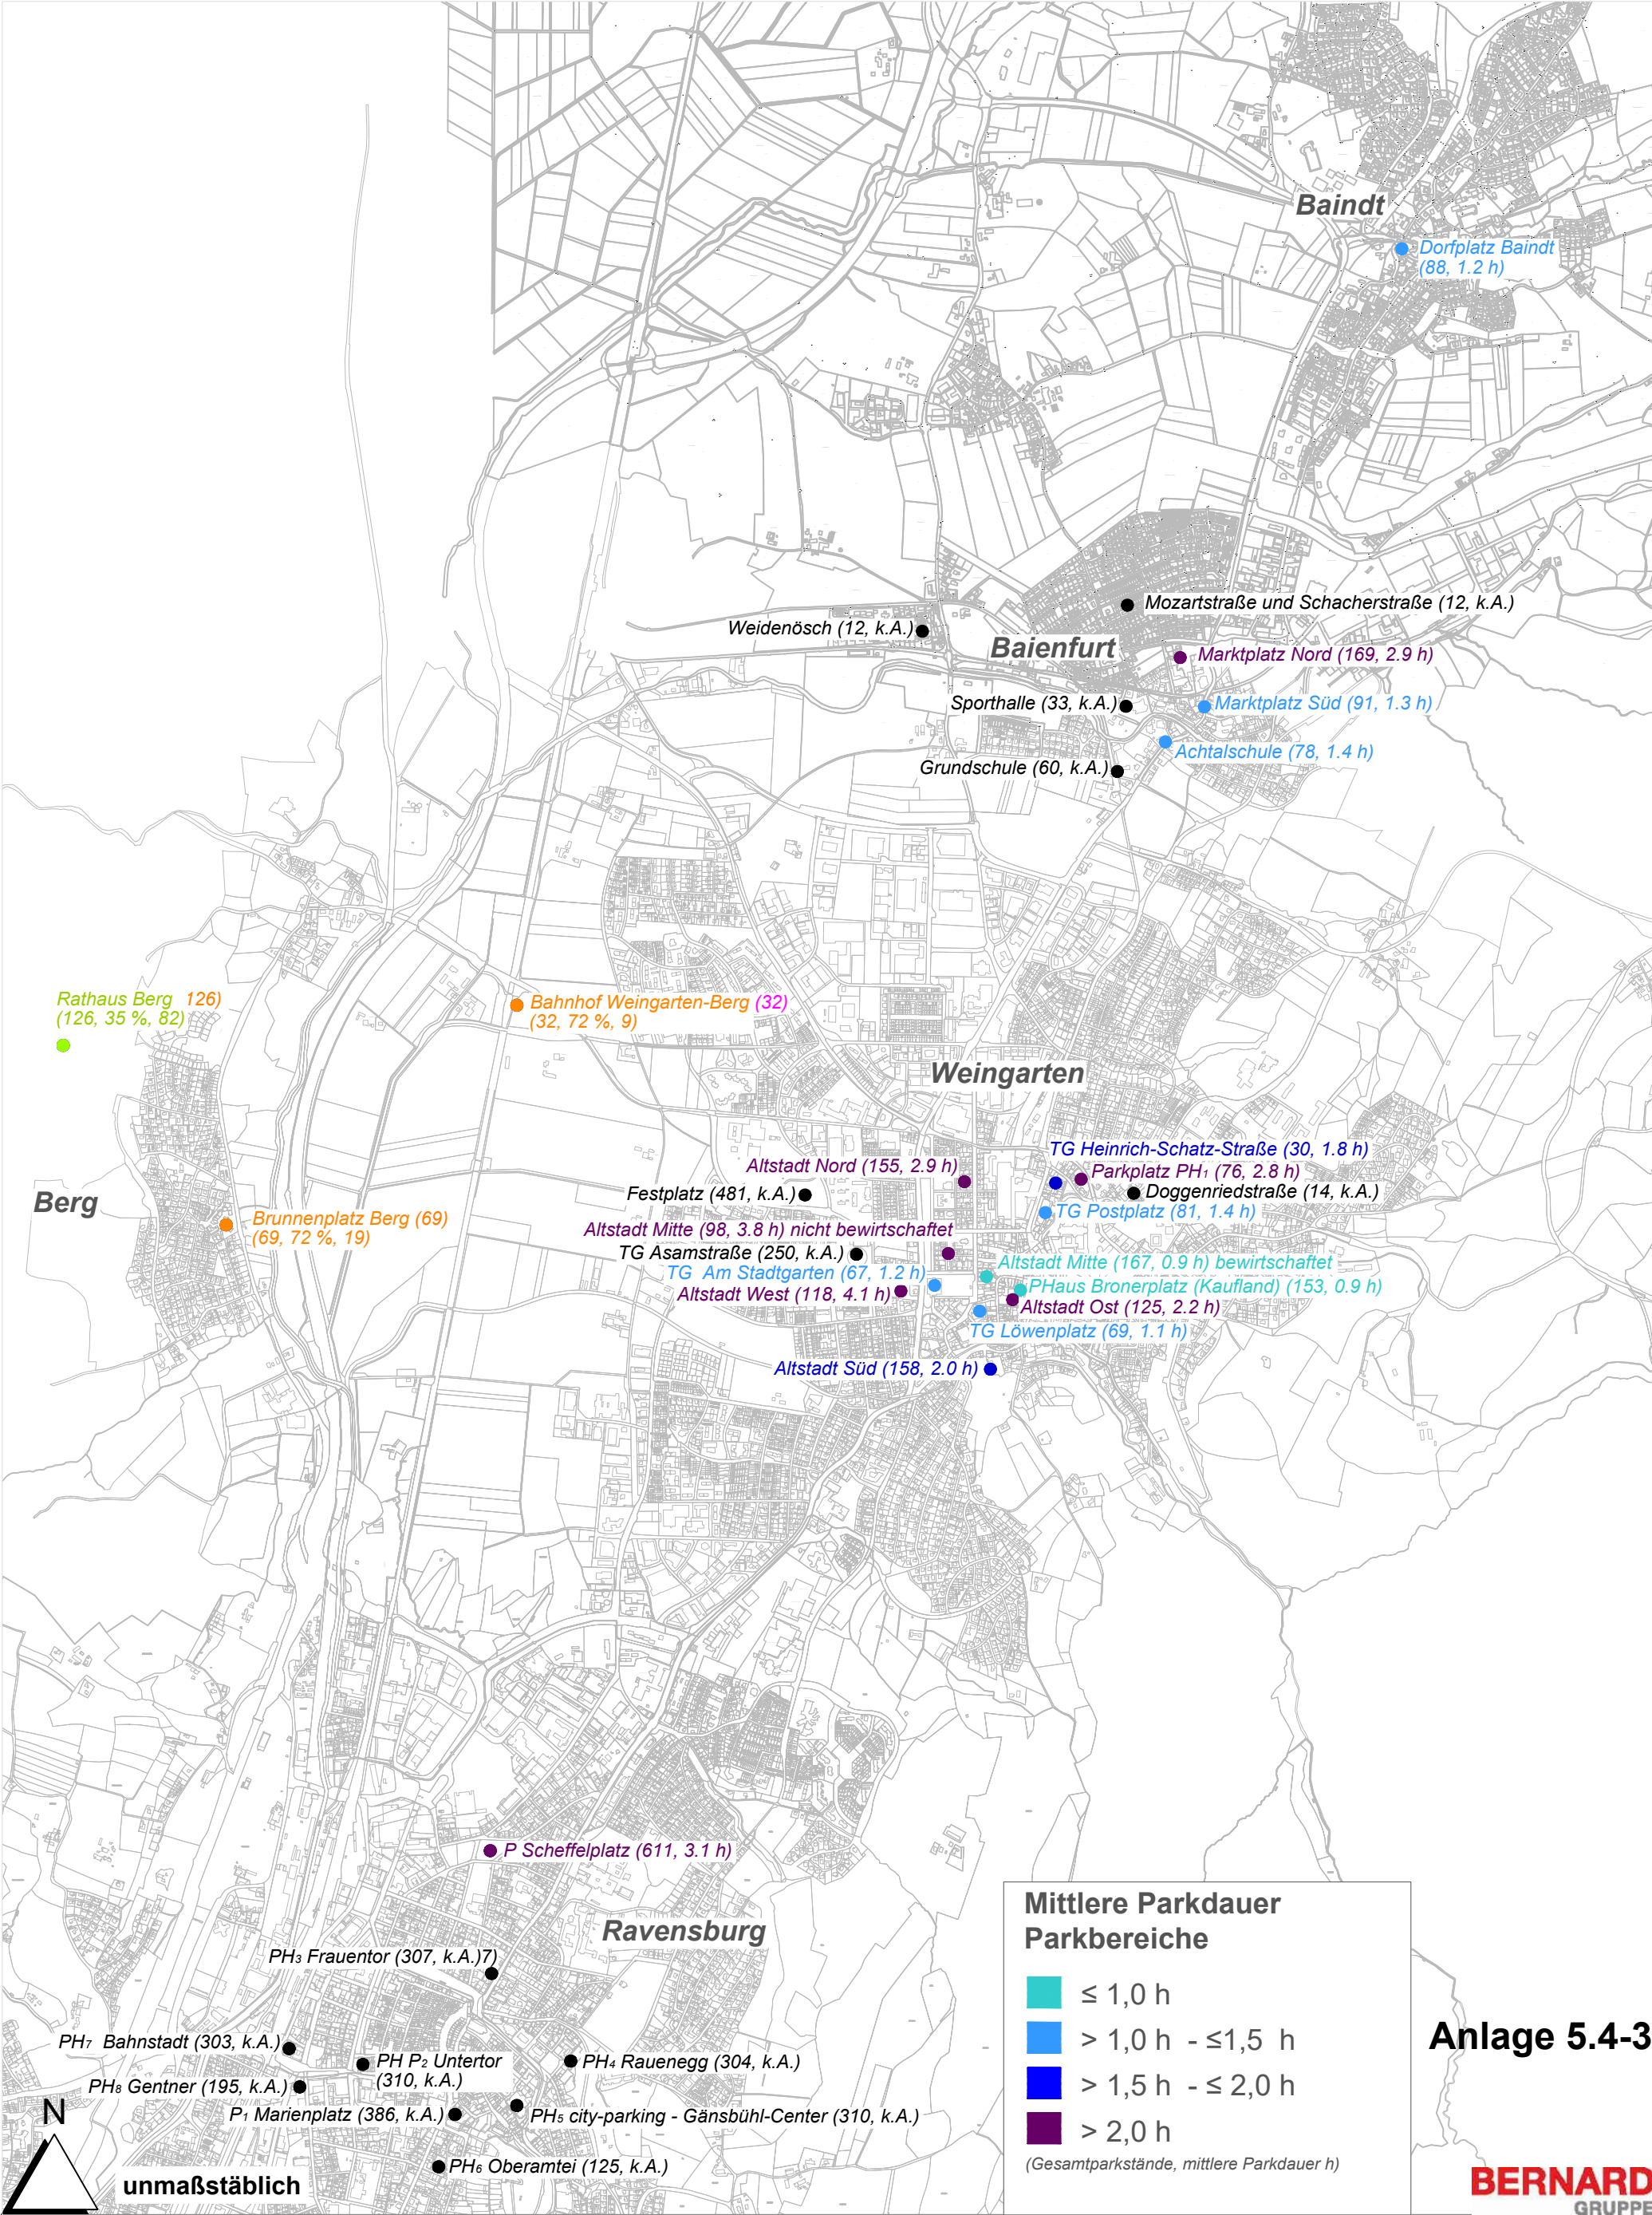 Baindt
Dorfplatz Baindt
(88, 1.2 h)
Mozartstraße und Schacherstraße (12, k.A.)
Weidenösch (12, k.A.)
Baienfurt
Marktplatz Nord (169, 2.9 h)
Sporthalle (33, k.A.)
Marktplatz Süd (91, 1.3 h)
Achtalschule (78, 1.4 h)
Grundschule (60, k.A.)
Rathaus Berg 126)
(126, 35 %, 82)
Bahnhof Weingarten-Berg (32)
(32, 72 %, 9)
Weingarten
TG Heinrich-Schatz-Straße (30, 1.8 h)
Altstadt Nord (155, 2.9 h)
Parkplatz PH1 (76, 2.8 h)
Festplatz (481, k.A.)
Doggenriedstraße (14, k.A.)
Berg
TG Postplatz (81, 1.4 h)
Brunnenplatz Berg (69)
(69, 72 %, 19)
Altstadt Mitte (98, 3.8 h) nicht bewirtschaftet
TG Asamstraße (250, k.A.)
Altstadt Mitte (167, 0.9 h) bewirtschaftet
TG Am Stadtgarten (67, 1.2 h)
PHaus Bronerplatz (Kaufland) (153, 0.9 h)
Altstadt West (118, 4.1 h)
Altstadt Ost (125, 2.2 h)
TG Löwenplatz (69, 1.1 h)
Altstadt Süd (158, 2.0 h)
P Scheffelplatz (611, 3.1 h)
Ravensburg
PH3 Frauentor (307, k.A.)7)
PH7 Bahnstadt (303, k.A.)
PH P2 Untertor
(310, k.A.)
PH4 Rauenegg (304, k.A.)
PH8 Gentner (195, k.A.)
P1 Marienplatz (386, k.A.)
PH5 city-parking - Gänsbühl-Center (310, k.A.)
PH6 Oberamtei (125, k.A.)
N
unmaßstäblich
Mittlere Parkdauer
Parkbereiche
≤ 1,0 h
> 1,0 h - ≤1,5 h
> 1,5 h - ≤ 2,0 h
> 2,0 h
(Gesamtparkstände, mittlere Parkdauer h)
Anlage 5.4-3
BERNARD
GRUPPE